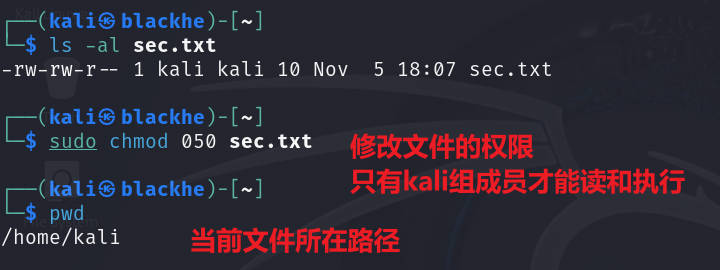 ┌──(kali㉿blackhe)-[~]
└─$ ls -al sec.txt
-rw-rw-r-- 1 kali kali 10 Nov  5 18:07 sec.txt
┌──(kali㉿blackhe)-[~]
└─$ sudo chmod 050 sec.txt
修改文件的权限
只有kali组成员才能读和执行
┌──(kali㉿blackhe)-[~]
└─$ pwd
/home/kali
当前文件所在路径